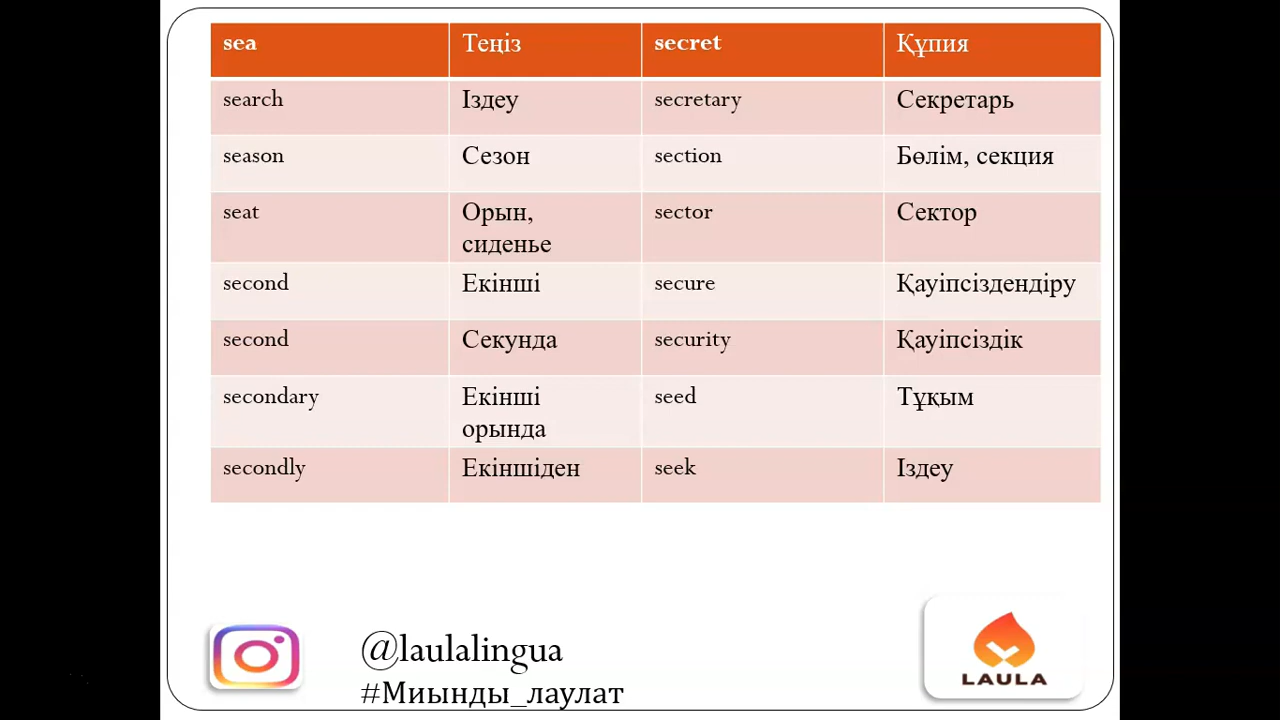 sea Теңіз secret Құпия
search Іздеу secretary Секретарь
season Сезон section Бөлім, секция
seat Орын, sector Сектор
сиденье
second Екінші secure Қауіпсіздендіру
second Секунда security Қауіпсіздік
secondary Екінші seed Тұқым
орында
secondly Екіншіден seek Іздеу
@laulalingua
#Миынды_лаулат
LAULA